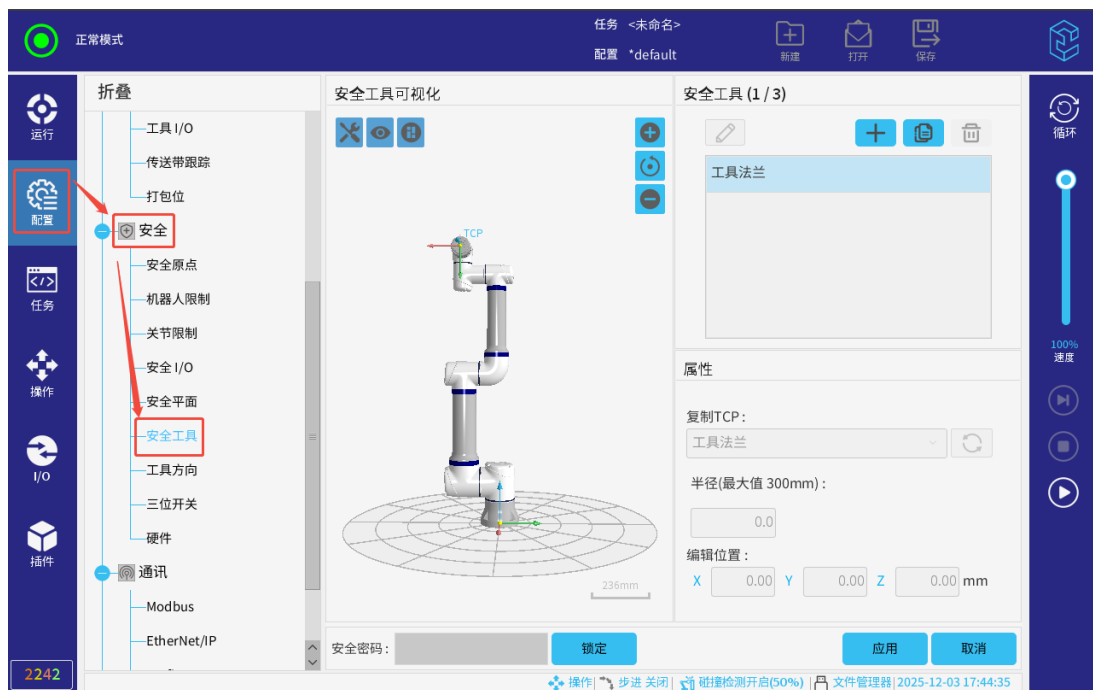 正常模式
任务 <未命名>
配置 *default
新建
打开
保存
运行
配置
任务
操作
I/O
插件
2242
折叠
工具 I/O
传送带跟踪
打包位
安全
安全原点
机器人限制
关节限制
安全 I/O
安全平面
安全工具
工具方向
三位开关
硬件
通讯
Modbus
EtherNet/IP
安全工具可视化
TCP
236mm
安全工具 (1 / 3)
工具法兰
属性
复制TCP :
工具法兰
半径(最大值 300mm) :
0.0
编辑位置 :
X 0.00 Y 0.00 Z 0.00 mm
安全密码 :
锁定
应用
取消
循环
100%
速度
操作| 步进 关闭| 碰撞检测开启(50%) | 文件管理器| 2025-12-03 17:44:35